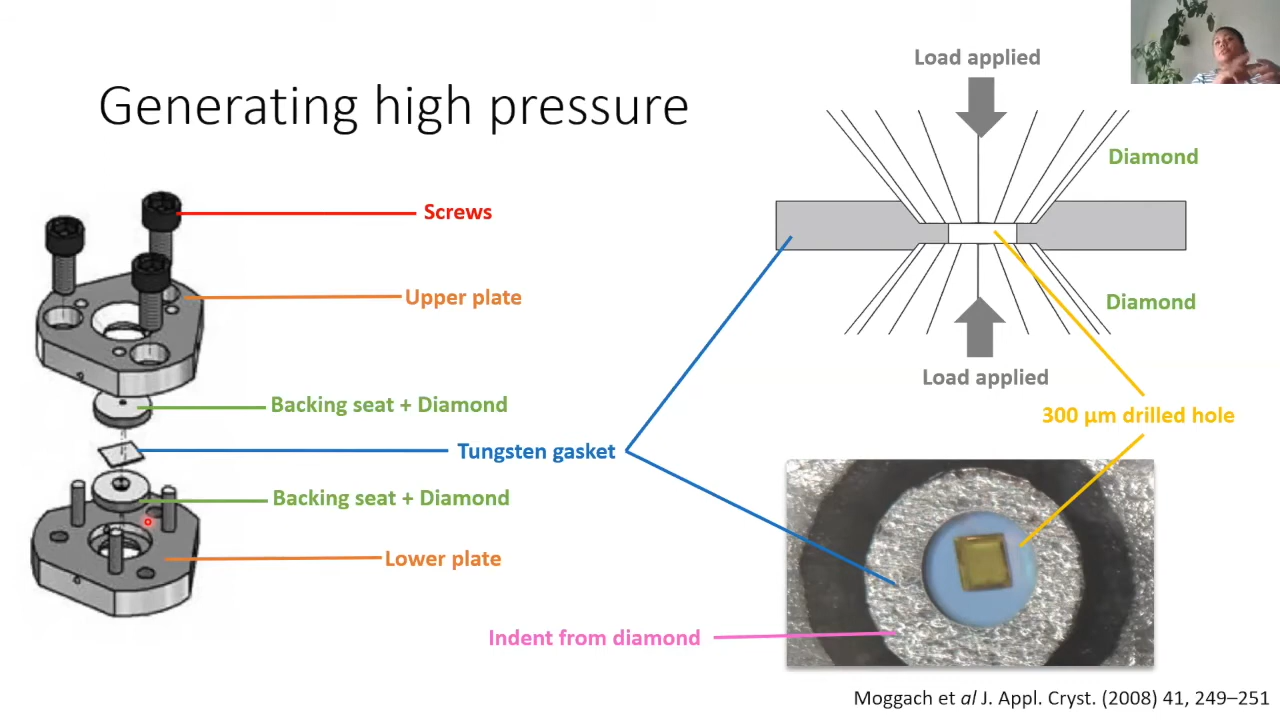 Generating high pressure
Screws
Upper plate
Backing seat + Diamond
Tungsten gasket
Backing seat + Diamond
Lower plate
Indent from diamond
Load applied
Diamond
Diamond
Load applied
300 µm drilled hole
Moggach et al J. Appl. Cryst. (2008) 41, 249–251